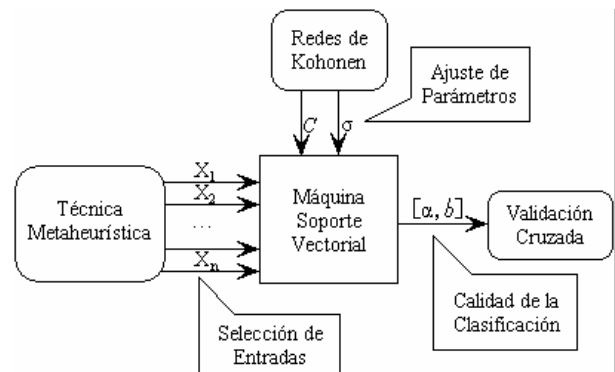 Redes de
Kohonen
Ajuste de
Parámetros
C
σ
X₁
X₂
...
Xₙ
Técnica
Metaheurística
Máquina
Soporte
Vectorial
[α, b]
Validación
Cruzada
Selección de
Entradas
Calidad de la
Clasificación